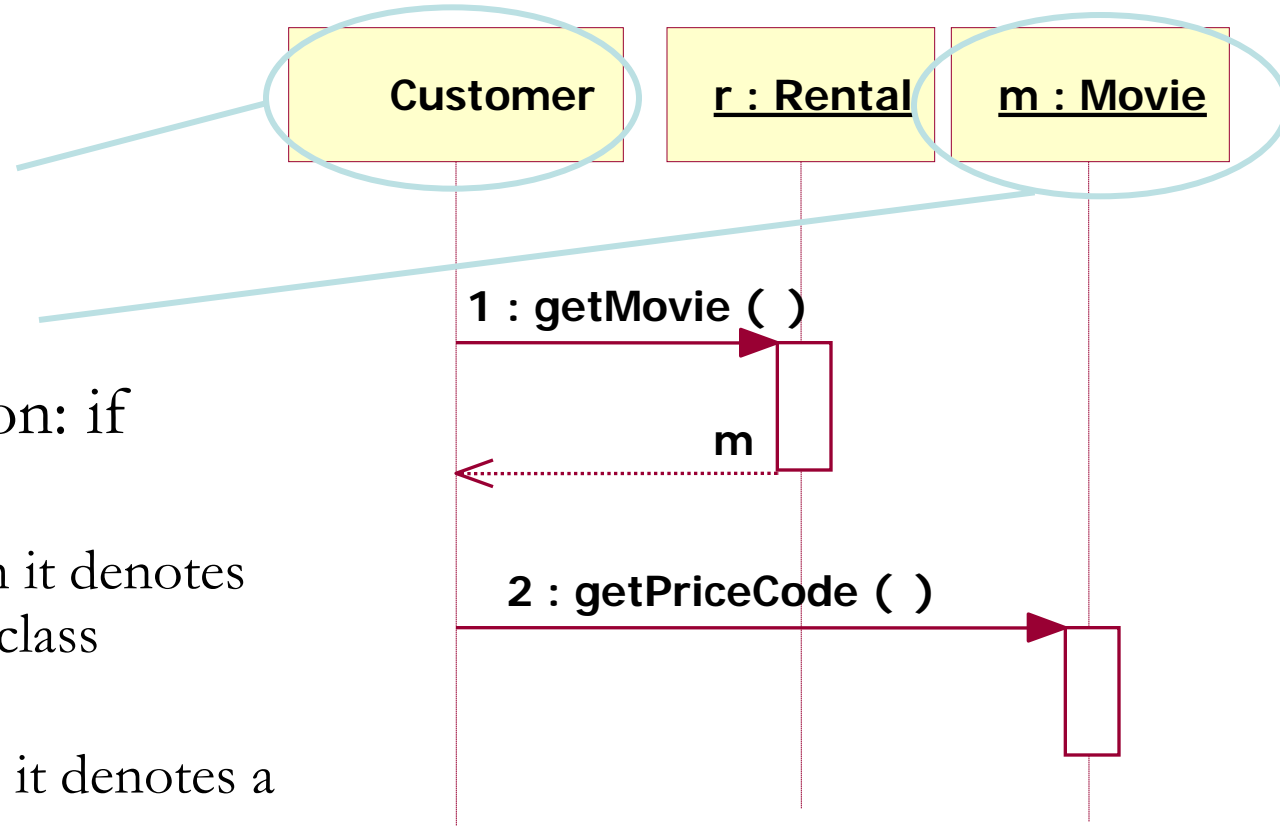 Customer
r : Rental
m : Movie
1 : getMovie ( )
on: if
m
it denotes
2 : getPriceCode ( )
class
it denotes a